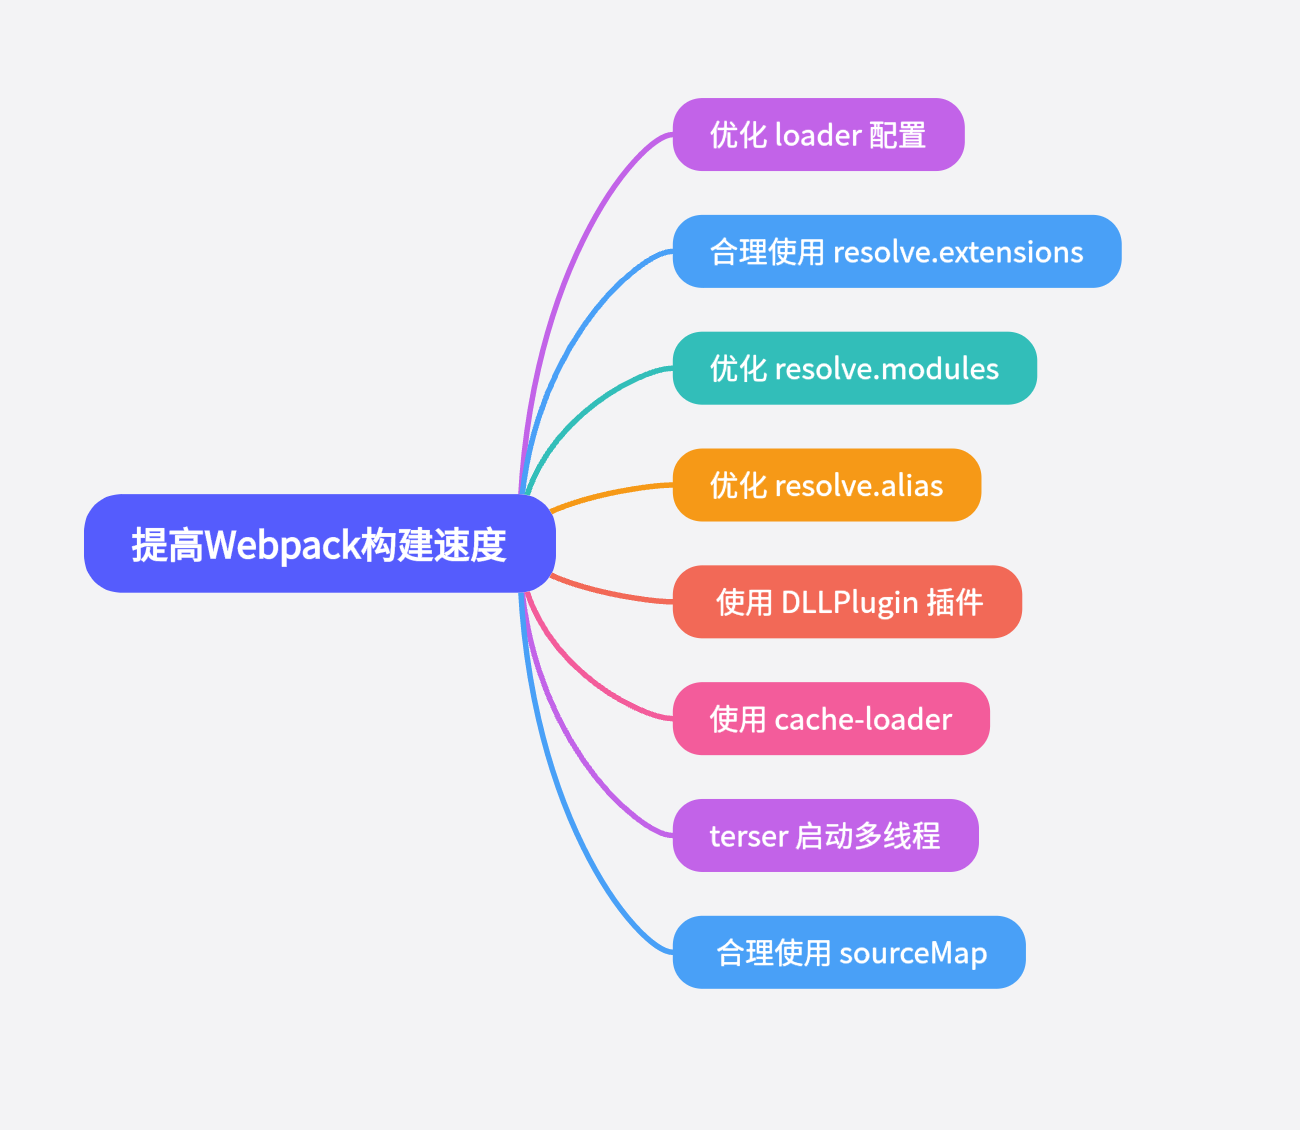 优化 loader 配置
合理使用 resolve.extensions
优化 resolve.modules
优化 resolve.alias
提高Webpack构建速度
使用 DLLPlugin 插件
使用 cache-loader
terser 启动多线程
合理使用 sourceMap